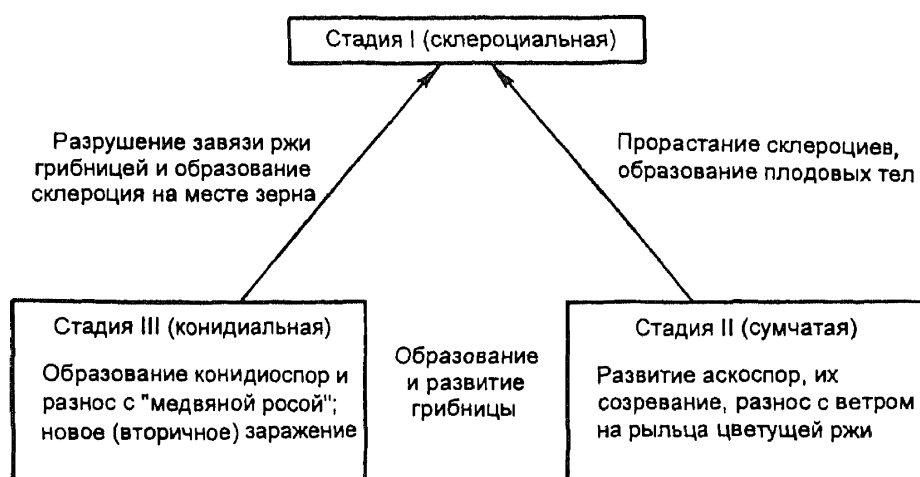 Стадия I (склероциальная)
Разрушение завязи ржи
грибницей и образование
склероция на месте зерна
Прорастание склероциев,
образование плодовых тел
Стадия III (конидиальная)
Образование конидиоспор и
разнос с "медвяной росой";
новое (вторичное) заражение
Образование
и развитие
грибницы
Стадия II (сумчатая)
Развитие аскоспор, их
созревание, разнос с ветром
на рыльца цветущей ржи